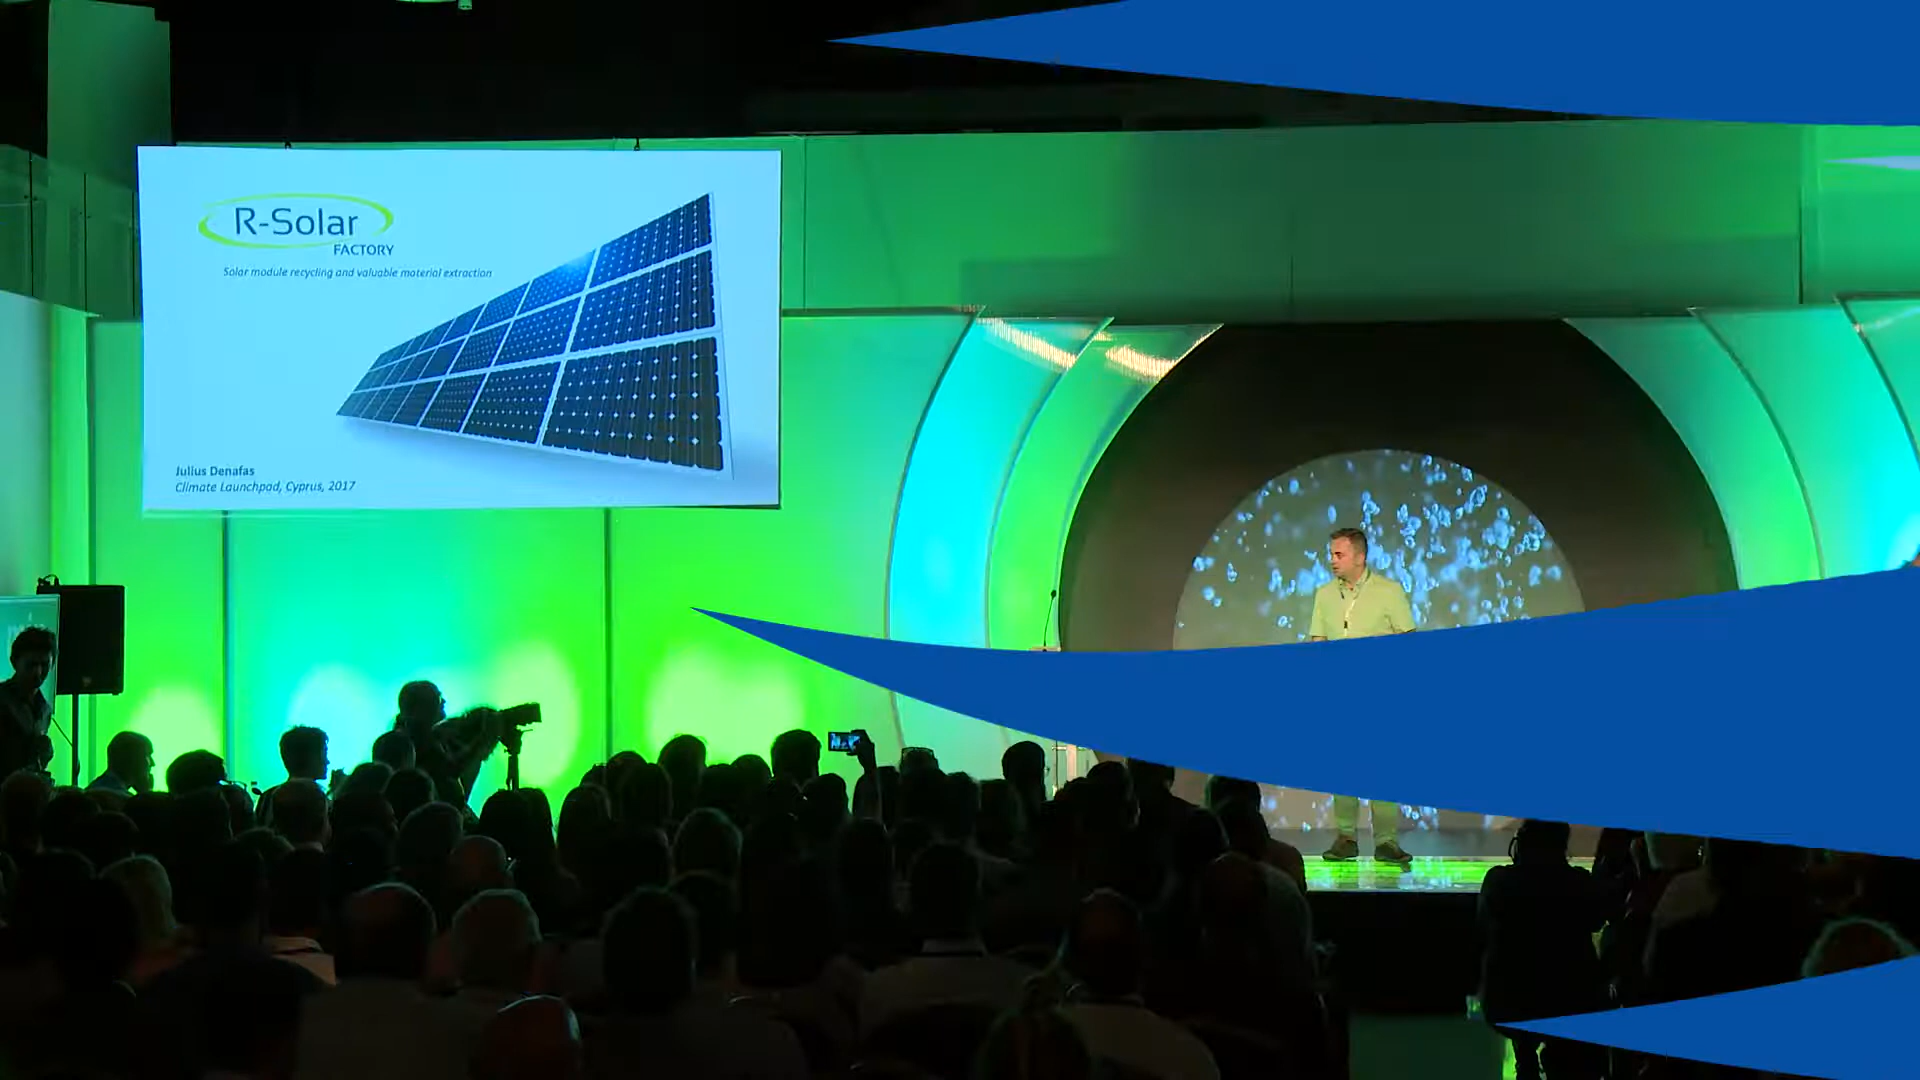 R-Solar
FACTORY
Solar module recycling and valuable material extraction
Julius Denafas
Climate Launchpad, Cyprus, 2017